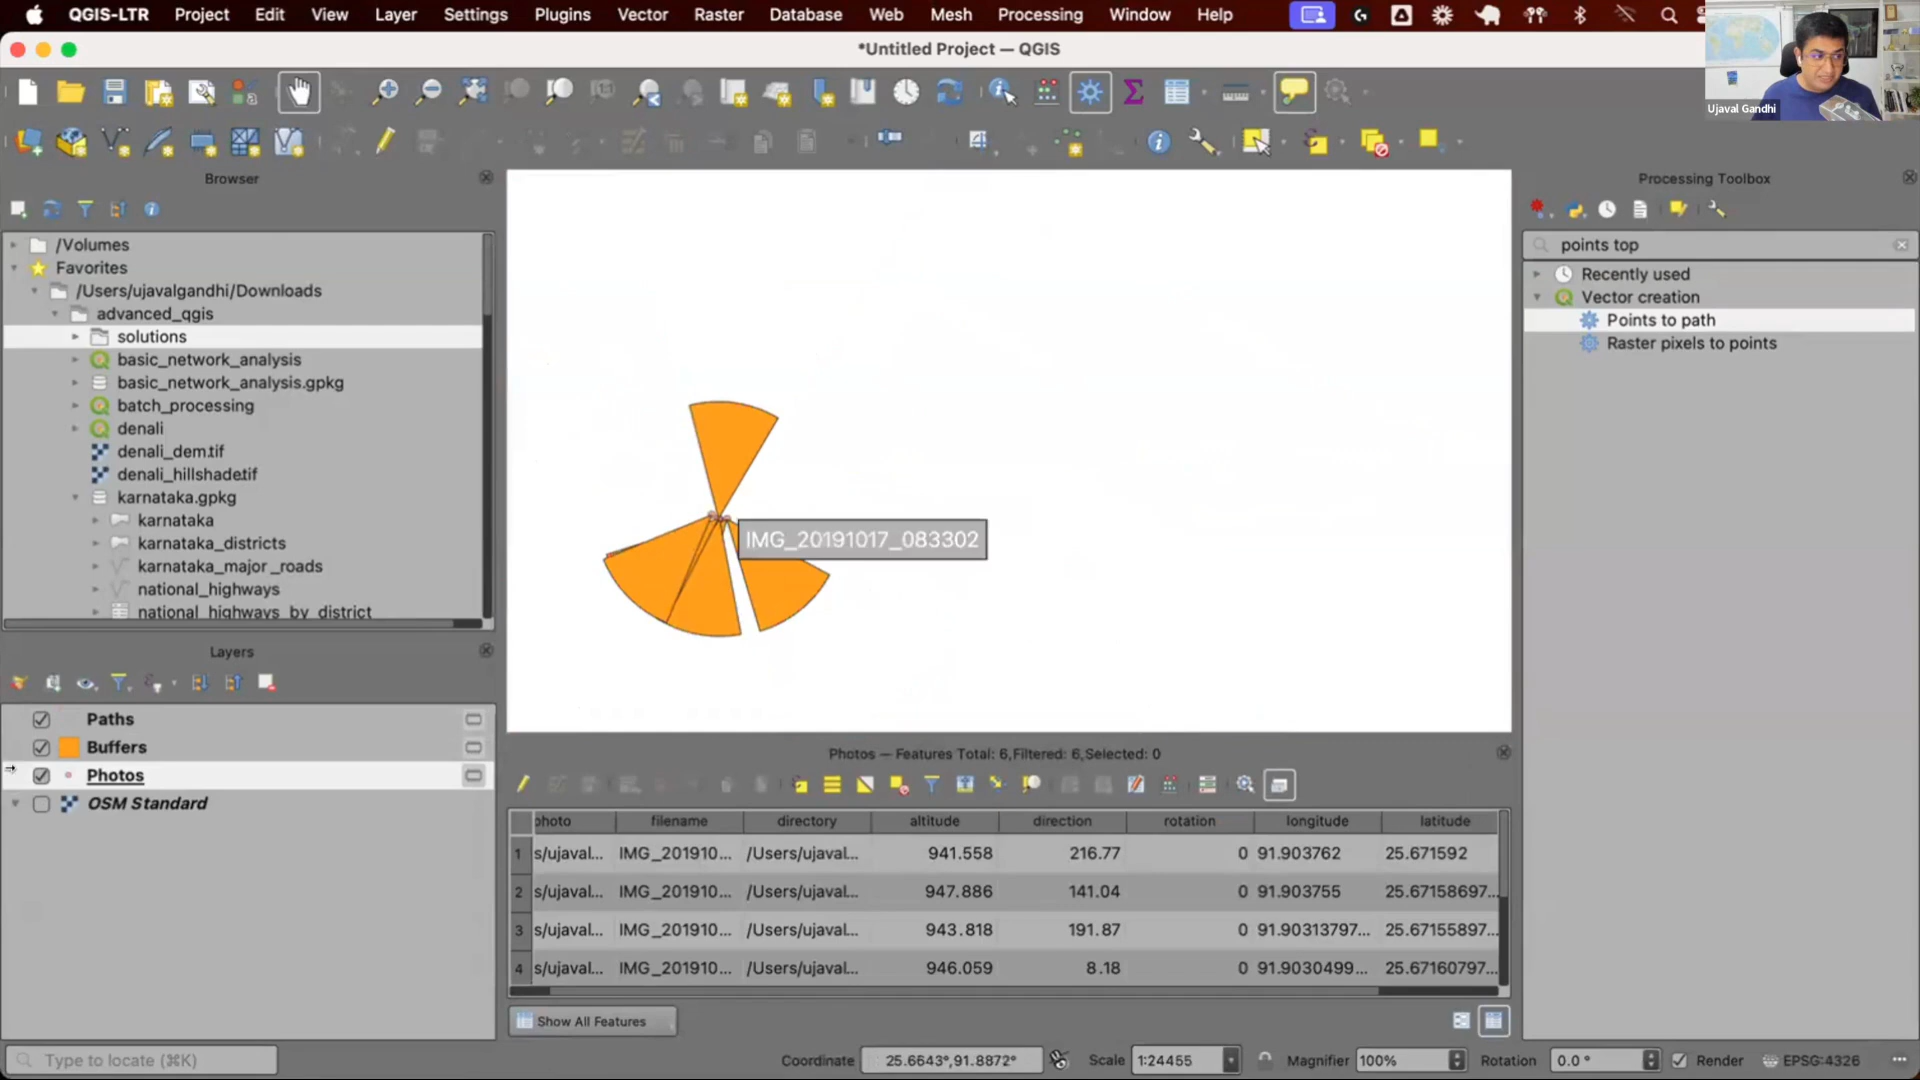 QGIS-LTR Project Edit View Layer Settings Plugins Vector Raster Database Web Mesh Processing Window Help
*Untitled Project — QGIS
Ujaval Gandhi
Browser
/Volumes
Favorites
/Users/ujavalgandhi/Downloads
advanced_qgis
solutions
basic_network_analysis
basic_network_analysis.gpkg
batch_processing
denali
denali_dem.tif
denali_hillshade.tif
karnataka.gpkg
karnataka
karnataka_districts
karnataka_major_roads
national_highways
national_highways_by_district
Layers
Paths
Buffers
Photos
OSM Standard
Type to locate (⌘K)
IMG_20191017_083302
Photos — Features Total: 6, Filtered: 6, Selected: 0
photo filename directory altitude direction rotation longitude latitude
1 s/ujaval... IMG_201910... /Users/ujaval... 941.558 216.77 0 91.903762 25.671592
2 s/ujaval... IMG_201910... /Users/ujaval... 947.886 141.04 0 91.903755 25.67158697...
3 s/ujaval... IMG_201910... /Users/ujaval... 943.818 191.87 0 91.90313797... 25.67155897...
4 s/ujaval... IMG_201910... /Users/ujaval... 946.059 8.18 0 91.9030499... 25.67160797...
Show All Features
Processing Toolbox
points top
Recently used
Vector creation
Points to path
Raster pixels to points
Coordinate 25.6643°,91.8872° Scale 1:24455 Magnifier 100% Rotation 0.0 ° Render EPSG:4326